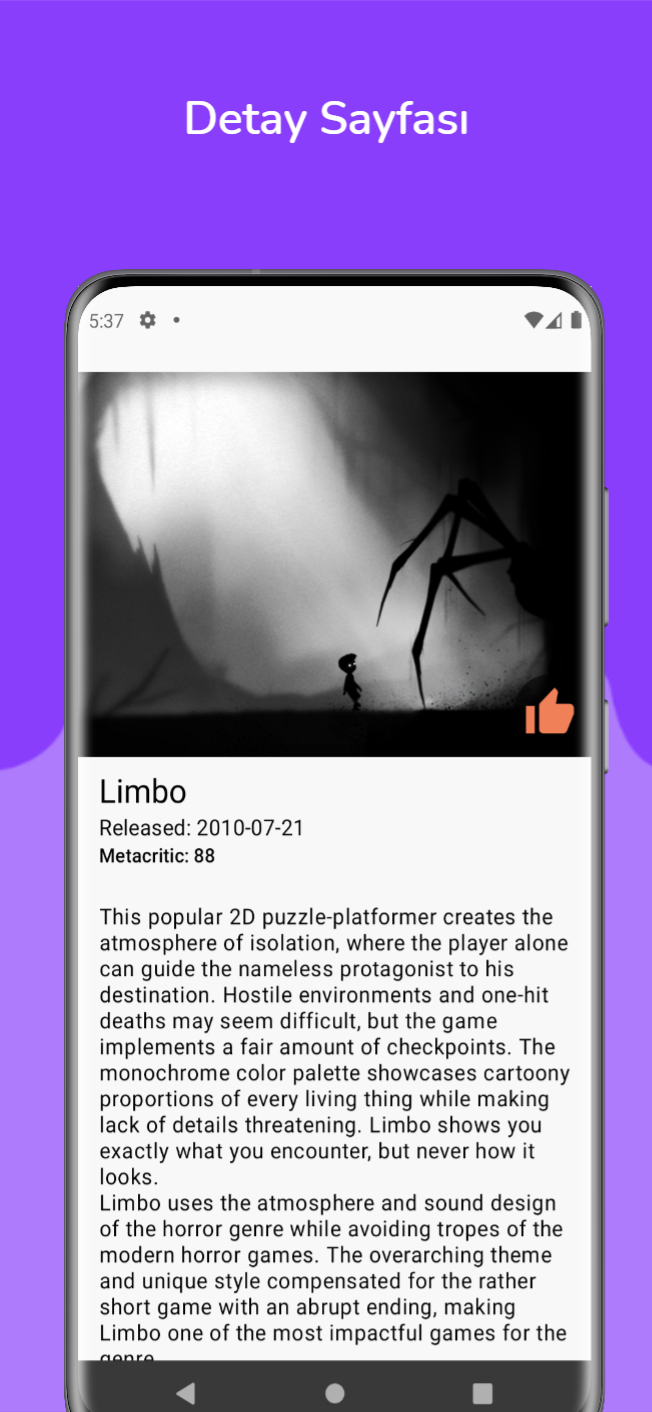 Detay Sayfası
5:37
Limbo
Released: 2010-07-21
Metacritic: 88
This popular 2D puzzle-platformer creates the
atmosphere of isolation, where the player alone
can guide the nameless protagonist to his
destination. Hostile environments and one-hit
deaths may seem difficult, but the game
implements a fair amount of checkpoints. The
monochrome color palette showcases cartoony
proportions of every living thing while making
lack of details threatening. Limbo shows you
exactly what you encounter, but never how it
looks.
Limbo uses the atmosphere and sound design
of the horror genre while avoiding tropes of the
modern horror games. The overarching theme
and unique style compensated for the rather
short game with an abrupt ending, making
Limbo one of the most impactful games for the
genre